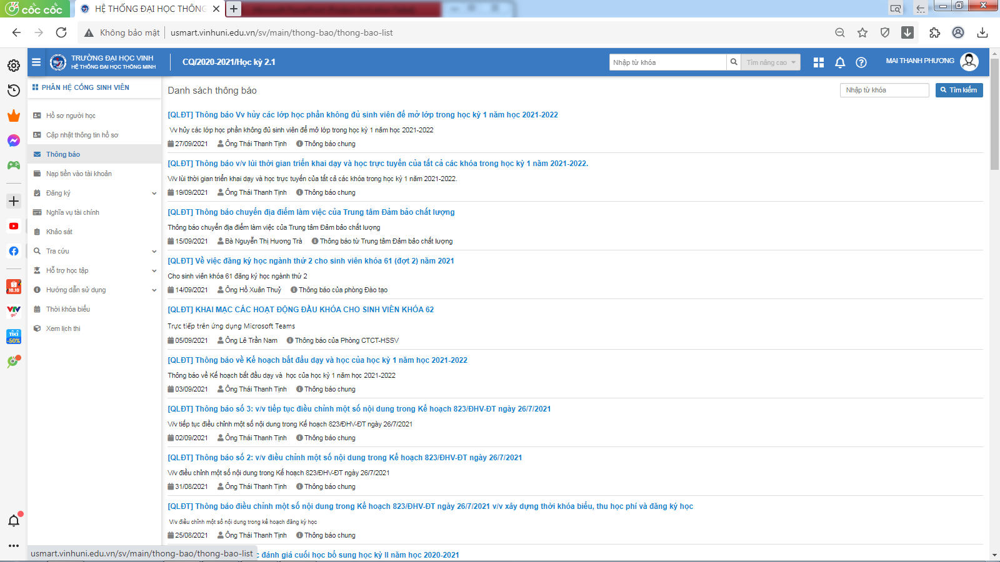 cốc cốc
HỆ THỐNG ĐẠI HỌC THÔNG
Không bảo mật
usmart.vinhuni.edu.vn/sv/main/thong-bao/thong-bao-list
TRƯỜNG ĐẠI HỌC VINH
HỆ THỐNG ĐẠI HỌC THÔNG MINH
CQ/2020-2021/Học kỳ 2.1
Nhập từ khóa
Tìm nâng cao
MAI THANH PHƯƠNG
PHÂN HỆ CỔNG SINH VIÊN
Hồ sơ người học
Cập nhật thông tin hồ sơ
Thông báo
Nạp tiền vào tài khoản
Đăng ký
Nghĩa vụ tài chính
Khảo sát
Tra cứu
Hỗ trợ học tập
Hướng dẫn sử dụng
Thời khóa biểu
Xem lịch thi
10.10
VTV
go
TIKI
-50%
Danh sách thông báo
Nhập từ khóa
Tìm kiếm
[QLĐT] Thông báo Vv hủy các lớp học phần không đủ sinh viên để mở lớp trong học kỳ 1 năm học 2021-2022
Vv hủy các lớp học phần không đủ sinh viên để mở lớp trong học kỳ 1 năm học 2021-2022
27/09/2021 Ông Thái Thanh Tịnh Thông báo chung
[QLĐT] Thông báo v/v lùi thời gian triển khai dạy và học trực tuyến của tất cả các khóa trong học kỳ 1 năm 2021-2022.
V/v lùi thời gian triển khai dạy và học trực tuyến của tất cả các khóa trong học kỳ 1 năm 2021-2022.
19/09/2021 Ông Thái Thanh Tịnh Thông báo chung
[QLĐT] Thông báo chuyển địa điểm làm việc của Trung tâm Đảm bảo chất lượng
Thông báo chuyển địa điểm làm việc của Trung tâm Đảm bảo chất lượng
15/09/2021 Bà Nguyễn Thị Hương Trà Thông báo từ Trung tâm Đảm bảo chất lượng
[QLĐT] Về việc đăng ký học ngành thứ 2 cho sinh viên khóa 61 (đợt 2) năm 2021
Cho sinh viên khóa 61 đăng ký học ngành thứ 2
14/09/2021 Ông Hồ Xuân Thuỷ Thông báo của phòng Đào tạo
[QLĐT] KHAI MẠC CÁC HOẠT ĐỘNG ĐẦU KHÓA CHO SINH VIÊN KHÓA 62
Trực tiếp trên ứng dụng Microsoft Teams
05/09/2021 Ông Lê Trần Nam Thông báo của Phòng CTCT-HSSV
[QLĐT] Thông báo về Kế hoạch bắt đầu dạy và học của học kỳ 1 năm học 2021-2022
Thông báo về Kế hoạch bắt đầu dạy và học của học kỳ 1 năm học 2021-2022
03/09/2021 Ông Thái Thanh Tịnh Thông báo chung
[QLĐT] Thông báo số 3: v/v tiếp tục điều chỉnh một số nội dung trong Kế hoạch 823/ĐHV-ĐT ngày 26/7/2021
V/v tiếp tục điều chỉnh một số nội dung trong Kế hoạch 823/ĐHV-ĐT ngày 26/7/2021
02/09/2021 Ông Thái Thanh Tịnh Thông báo chung
[QLĐT] Thông báo số 2: v/v điều chỉnh một số nội dung trong Kế hoạch 823/ĐHV-ĐT ngày 26/7/2021
V/v điều chỉnh một số nội dung trong Kế hoạch 823/ĐHV-ĐT ngày 26/7/2021
31/08/2021 Ông Thái Thanh Tịnh Thông báo chung
[QLĐT] Thông báo điều chỉnh một số nội dung trong Kế hoạch 823/ĐHV-ĐT ngày 26/7/2021 v/v xây dựng thời khóa biểu, thu học phí và đăng ký học
V/v điều chỉnh một số nội dung trong kế hoạch đăng ký học
25/08/2021 Ông Thái Thanh Tịnh Thông báo chung
đánh giá cuối học bổ sung học kỳ II năm học 2020-2021
usmart.vinhuni.edu.vn/sv/main/thong-bao/thong-bao-list